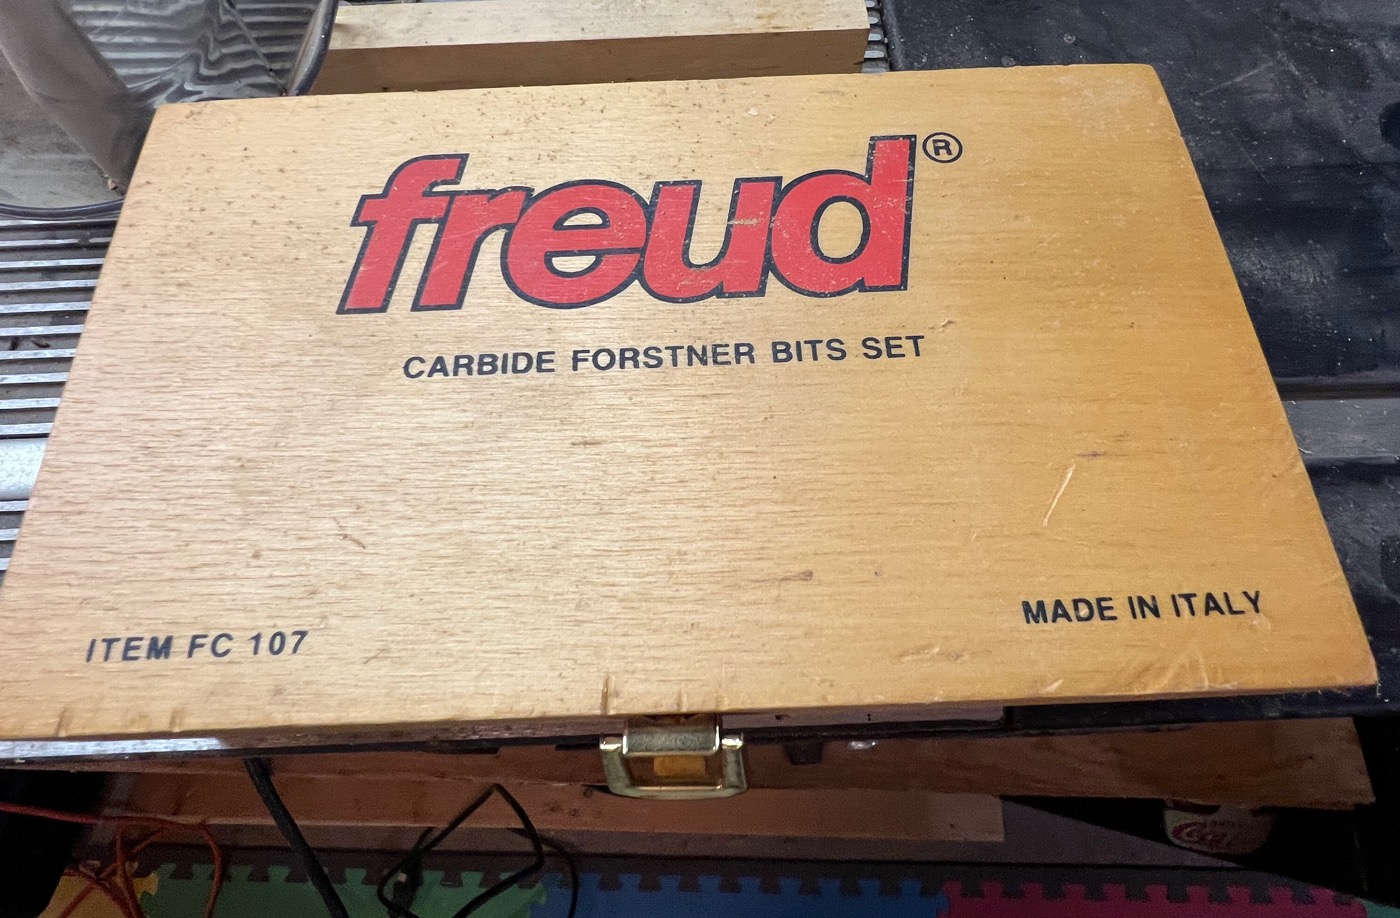 freud®
CARBIDE FORSTNER BITS SET
ITEM FC 107
MADE IN ITALY